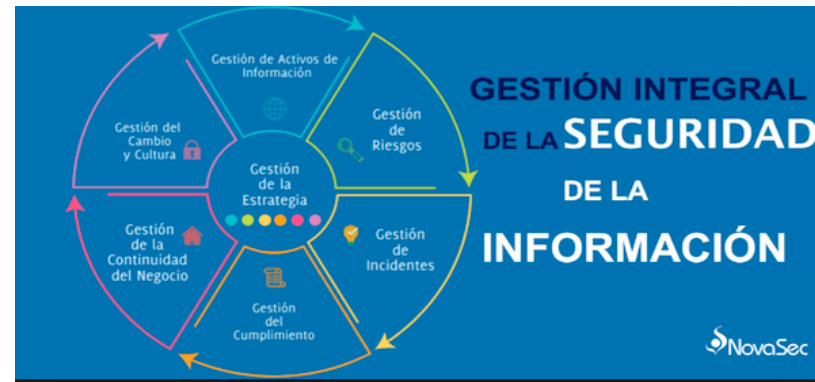 Gestión de Activos de
Información
Gestión
de
Riesgos
Gestión
de
Incidentes
Gestión
del
Cumplimiento
Gestión
de la
Continuidad
del Negocio
Gestión del
Cambio
y Cultura
Gestión
de la
Estrategia
GESTIÓN INTEGRAL
DE LA SEGURIDAD
DE LA
INFORMACIÓN
NovaSec